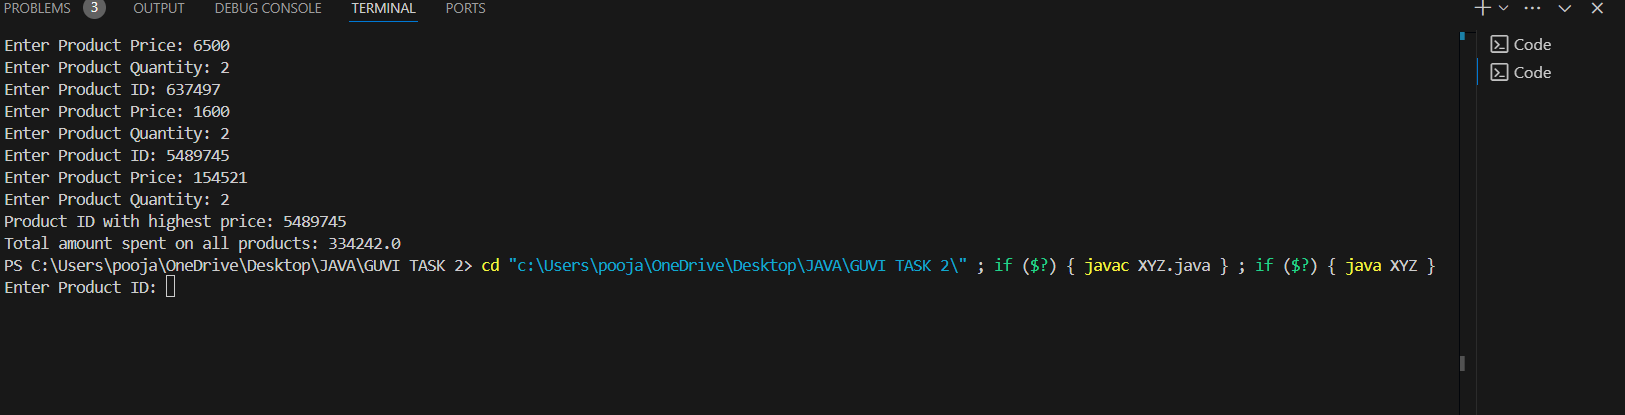 PROBLEMS 3 OUTPUT DEBUG CONSOLE TERMINAL PORTS
Enter Product Price: 6500
Enter Product Quantity: 2
Enter Product ID: 637497
Enter Product Price: 1600
Enter Product Quantity: 2
Enter Product ID: 5489745
Enter Product Price: 154521
Enter Product Quantity: 2
Product ID with highest price: 5489745
Total amount spent on all products: 334242.0
PS C:\Users\pooja\OneDrive\Desktop\JAVA\GUVI TASK 2> cd "c:\Users\pooja\OneDrive\Desktop\JAVA\GUVI TASK 2\" ; if ($?) { javac XYZ.java } ; if ($?) { java XYZ }
Enter Product ID:
Code
Code